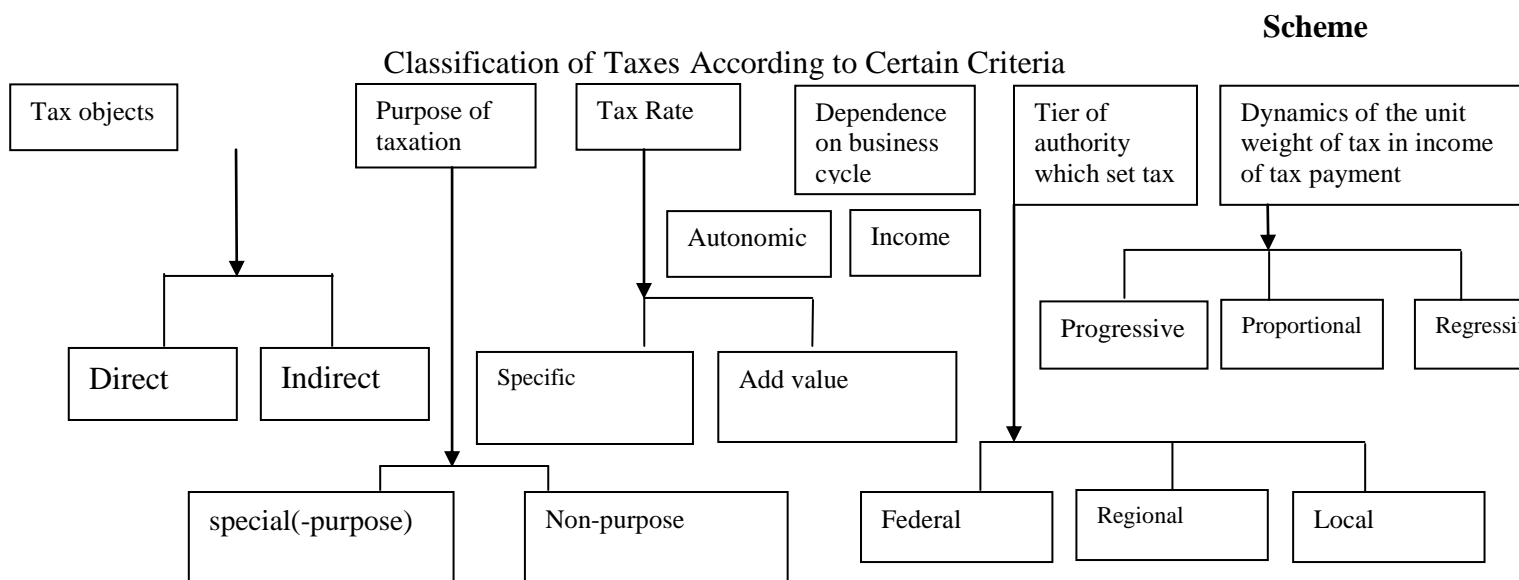 Scheme
Classification of Taxes According to Certain Criteria
Tax objects
Purpose of
taxation
Tax Rate
Dependence
on business
cycle
Tier of
authority
which set tax
Dynamics of the unit
weight of tax in income
of tax payment
Autonomic
Income
Progressive
Proportional
Regressiv
Direct
Indirect
Specific
Add value
special(-purpose)
Non-purpose
Federal
Regional
Local